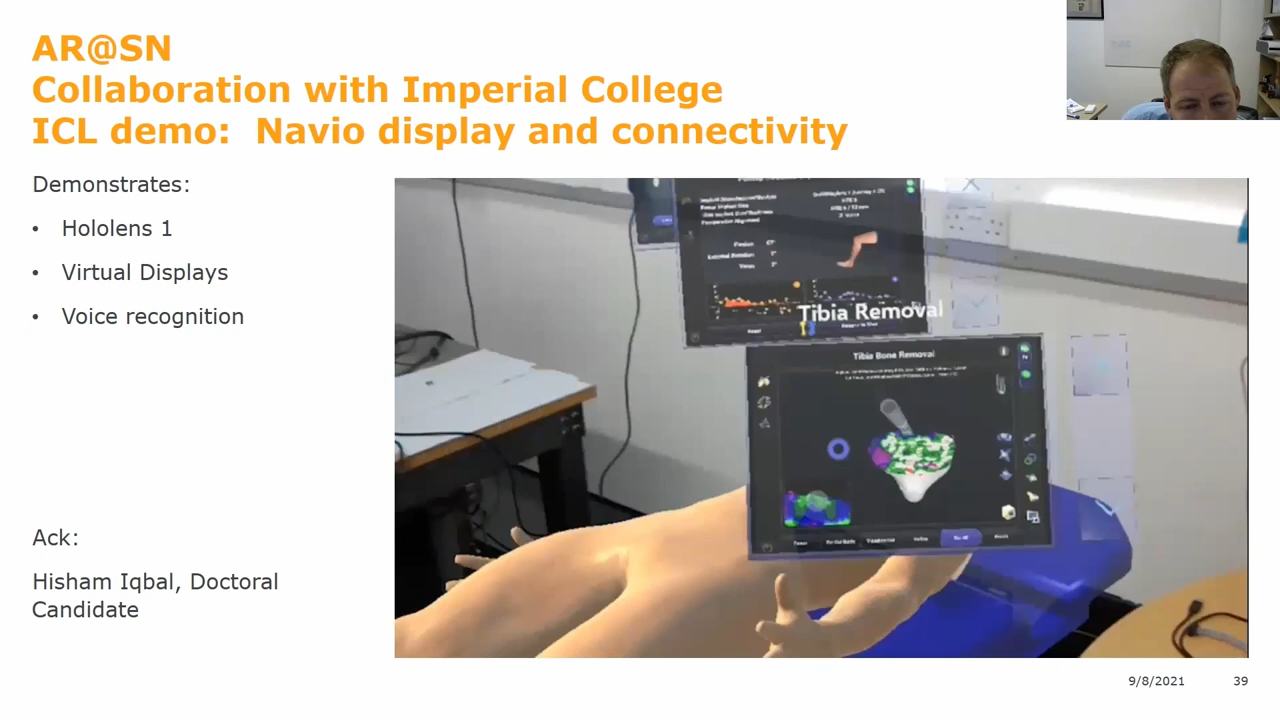 AR@SN
Collaboration with Imperial College
ICL demo: Navio display and connectivity
Demonstrates:
• Hololens 1
• Virtual Displays
• Voice recognition
Ack:
Hisham Iqbal, Doctoral
Candidate
Tibia Removal
Tibia Bone Removal
9/8/2021
39